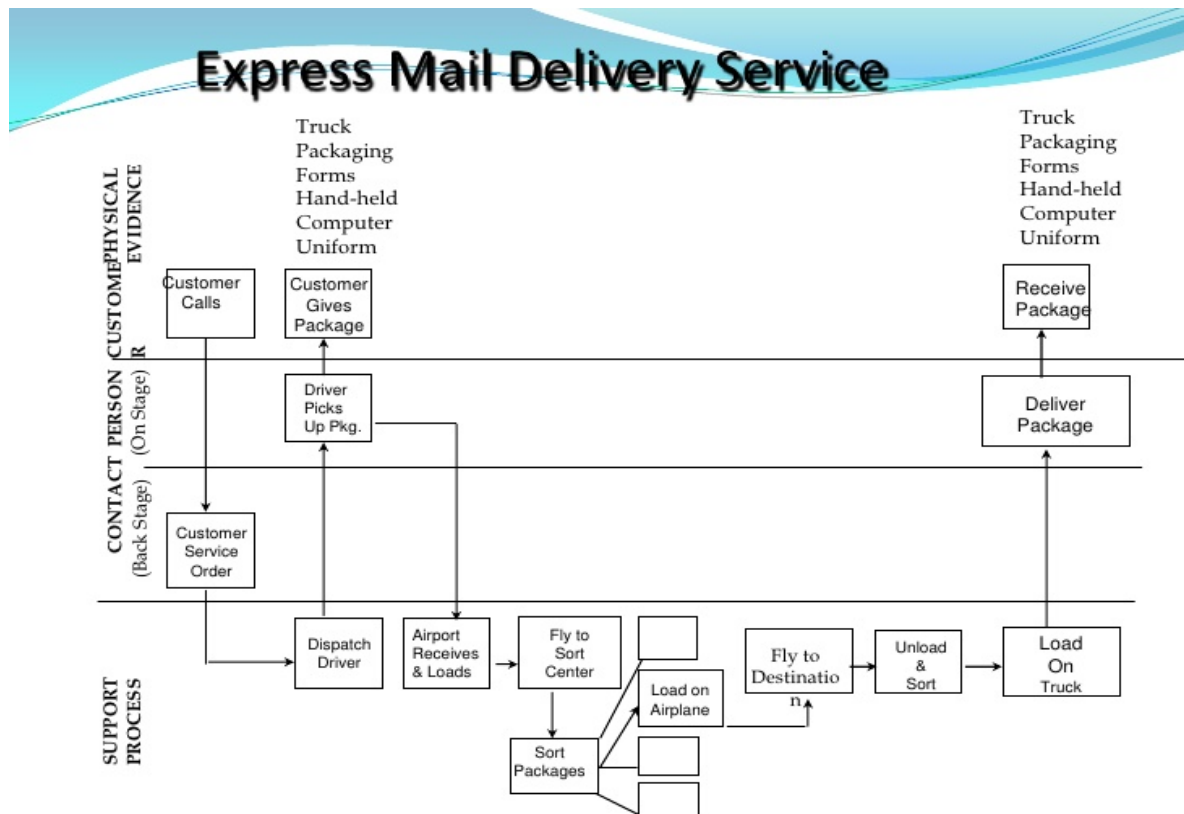 Express Mail Delivery Service
Truck
Packaging
Forms
Hand-held
Computer
Uniform
Truck
Packaging
Forms
Hand-held
Computer
Uniform
PHYSICAL
EVIDENCE
CUSTOME
R
Customer
Calls
Customer
Gives
Package
Receive
Package
CONTACT PERSON
(On Stage)
(Back Stage)
Driver
Picks
Up Pkg.
Deliver
Package
Customer
Service
Order
SUPPORT
PROCESS
Dispatch
Driver
Airport
Receives
& Loads
Fly to
Sort
Center
Sort
Packages
Load on
Airplane
Fly to
Destinatio
n
Unload
&
Sort
Load
On
Truck